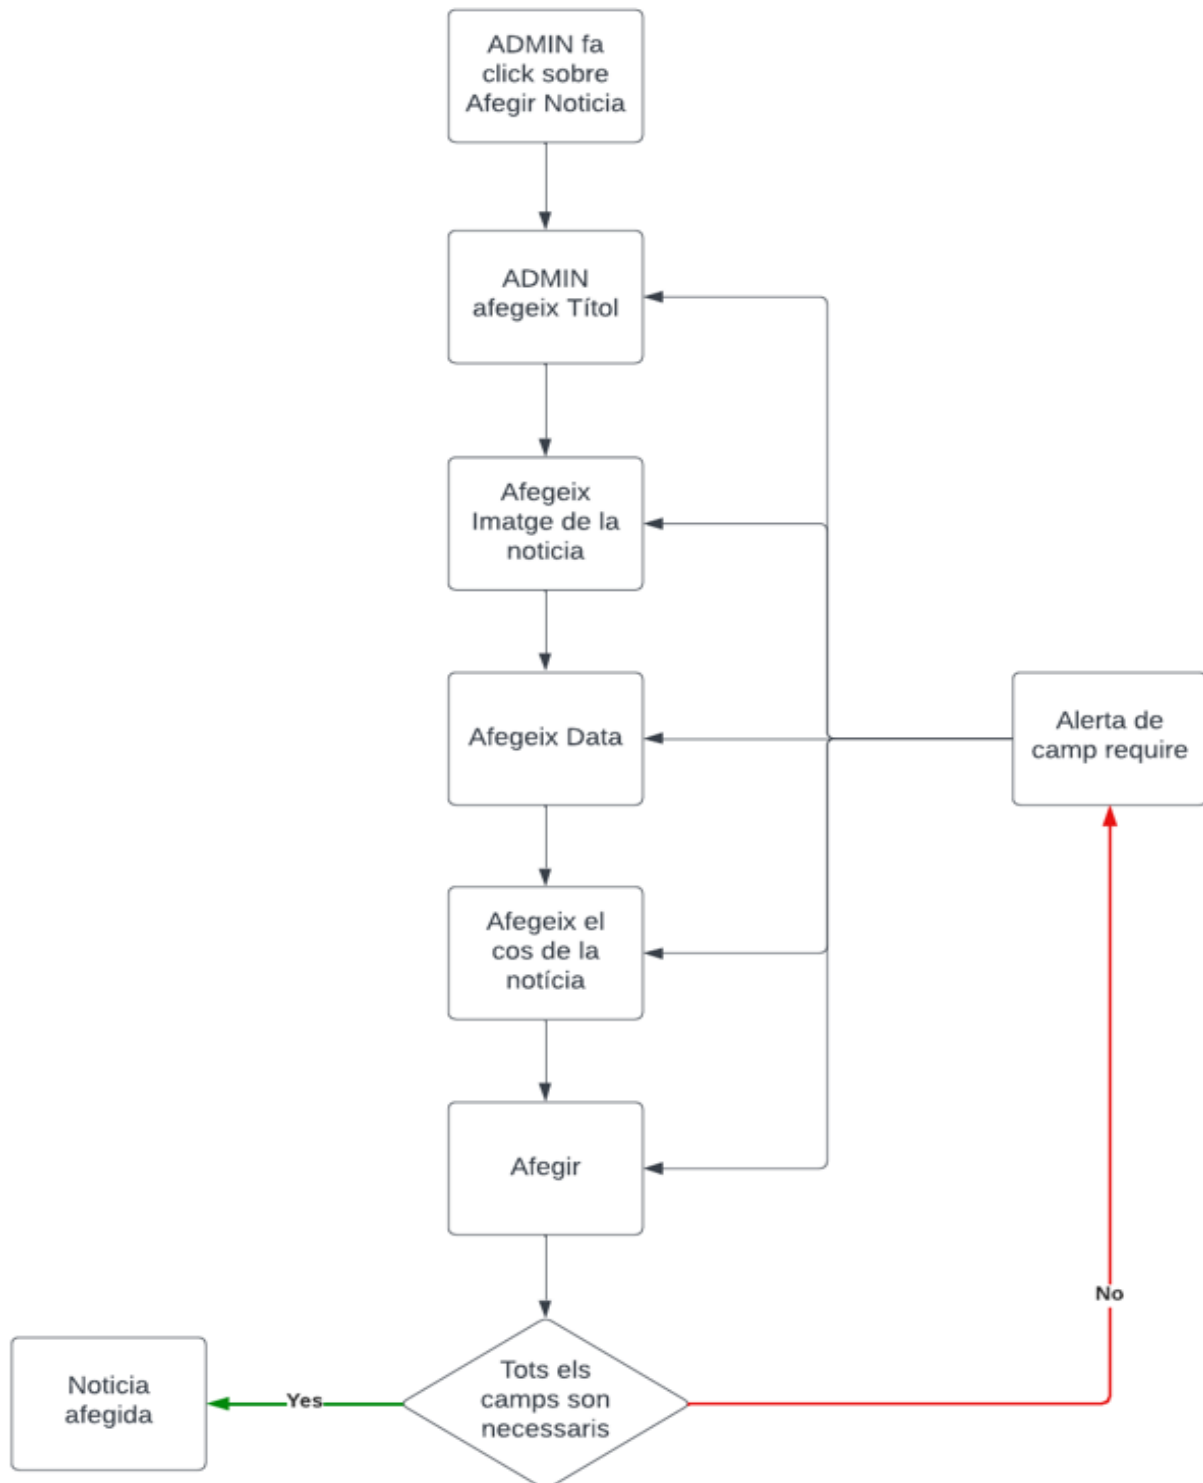 ADMIN fa
click sobre
Afegir Noticia
ADMIN
afegeix Títol
Afegeix
Imatge de la
noticia
Afegeix Data
Alerta de
camp require
Afegeix el
cos de la
notícia
Afegir
No
Tots els
camps son
necessaris
Yes
Noticia
afegida